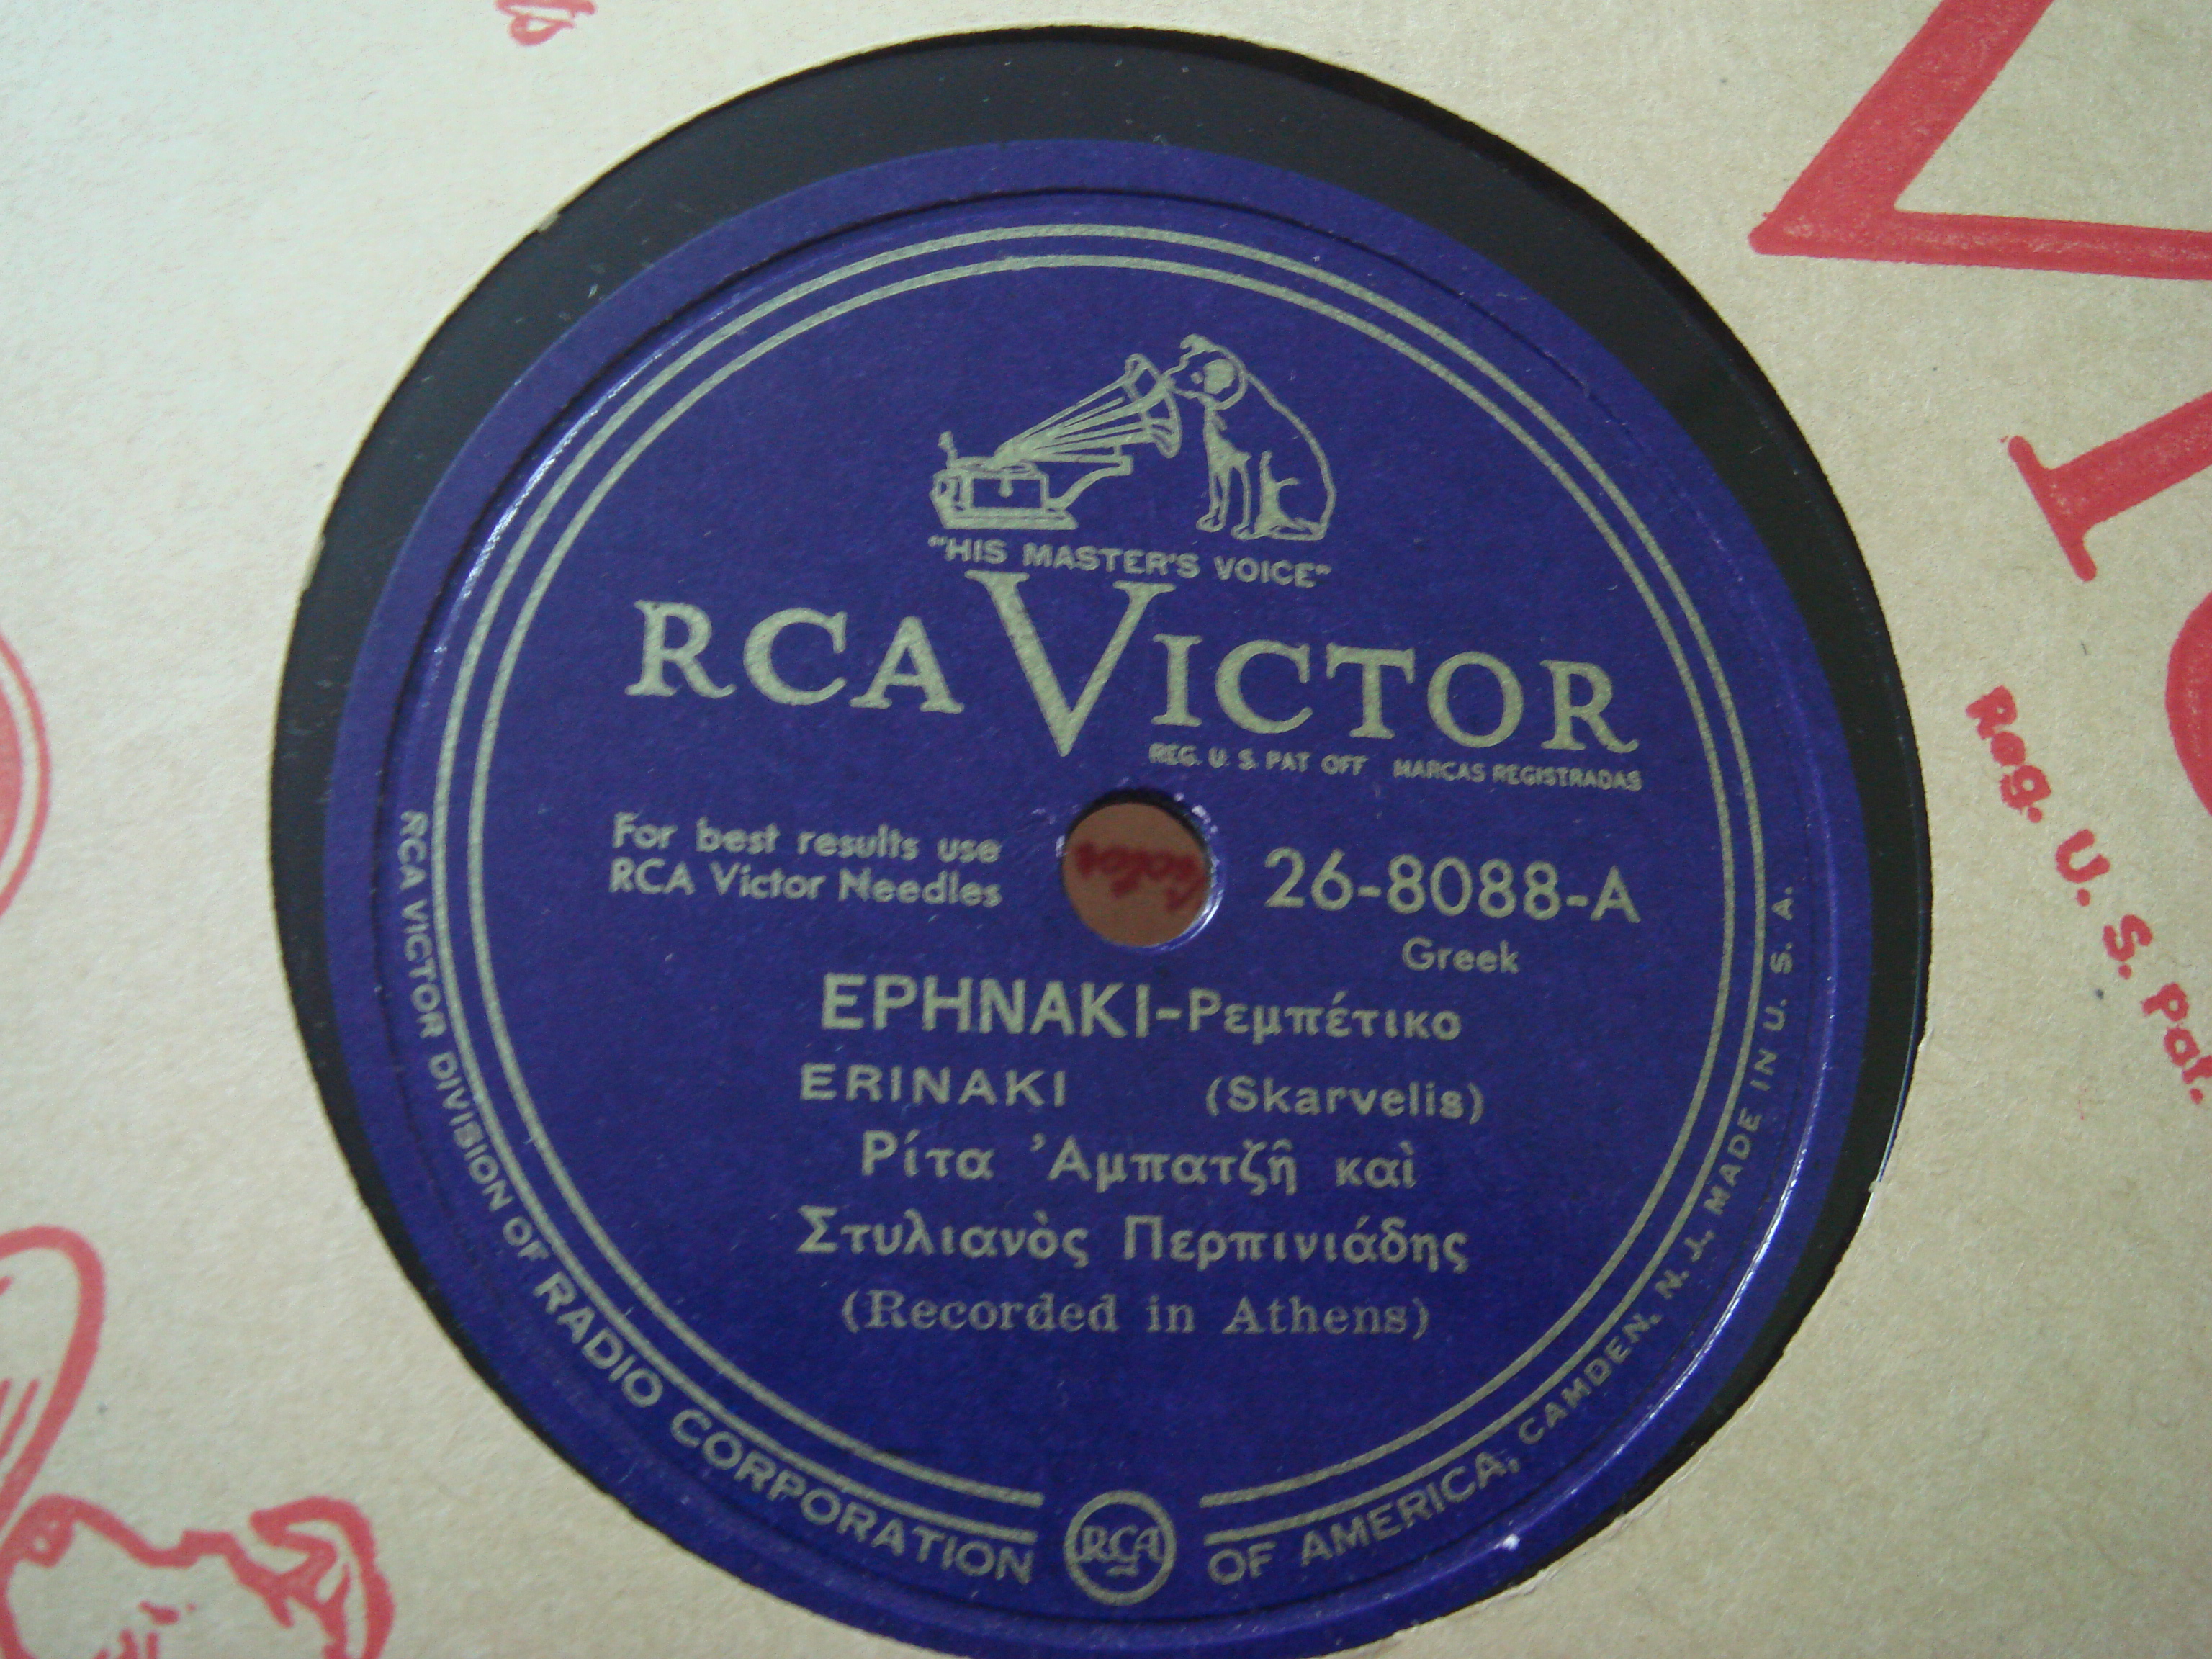 "HIS MASTER'S VOICE"
RCA VICTOR
REG. U. S. PAT OFF MARCAS REGISTRADAS
For best results use
RCA Victor Needles
26-8088-A
Greek
ΕΡΗΝΑΚΙ-Ρεμπέτικο
ERINAKI (Skarvelis)
Ρίτα Ἀμπατζῆ καὶ
Στυλιανὸς Περπινιάδης
(Recorded in Athens)
RCA VICTOR DIVISION OF RADIO CORPORATION OF AMERICA, CAMDEN, N. J., MADE IN U. S. A.
RCA
Reg. U. S. Pat.